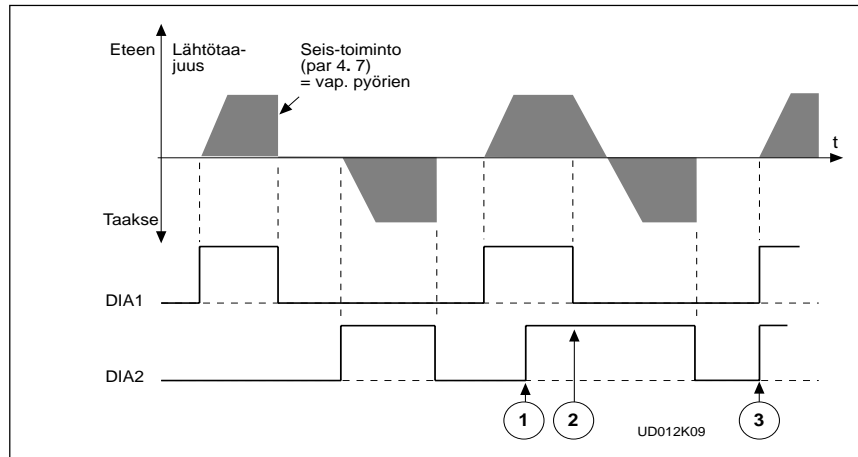 Eteen
Lähtötaa-
juus
Seis-toiminto
(par 4. 7)
= vap. pyörien
t
Taakse
DIA1
DIA2
1
2
3
UD012K09